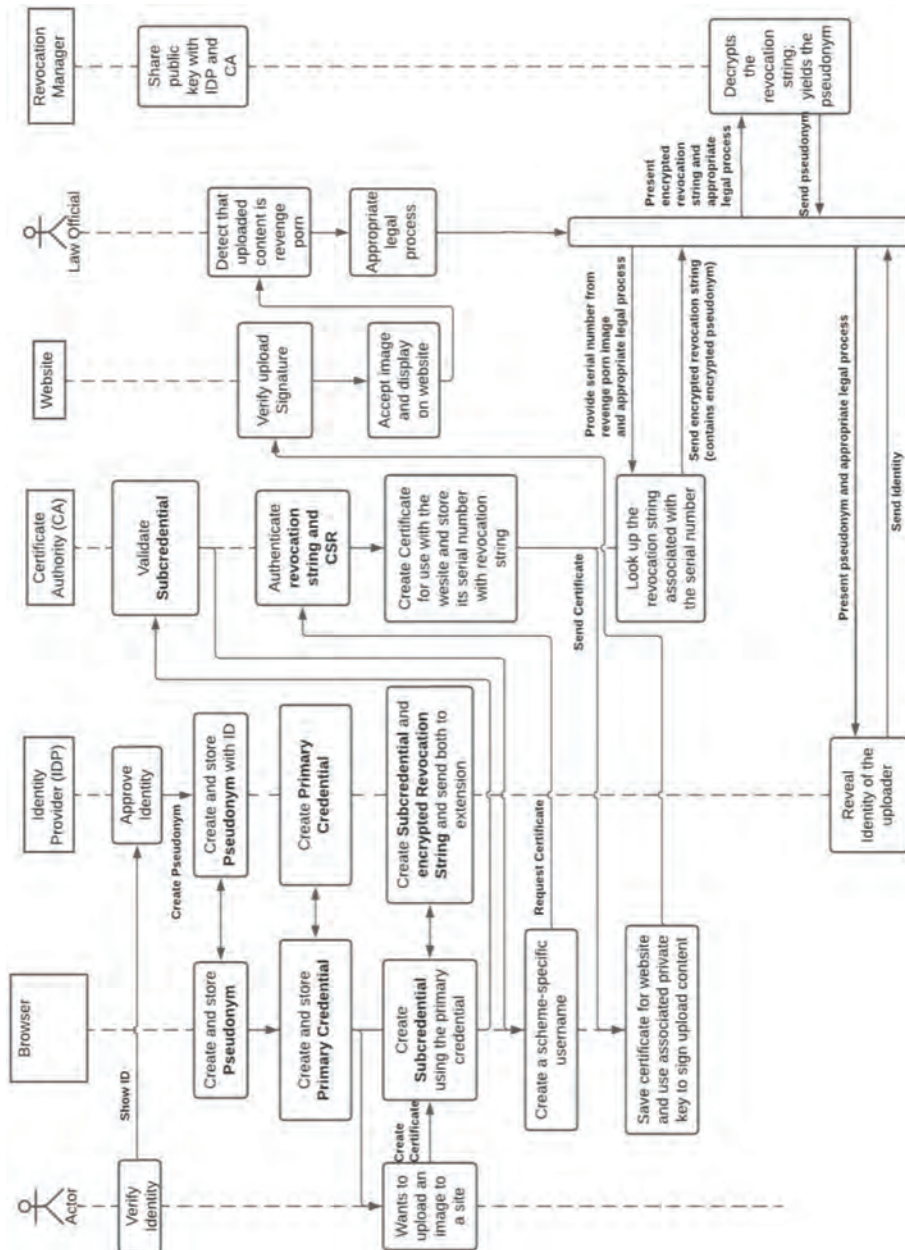 Actor
Verify
Identity
Wants to
upload an
image to
a site
Show ID
Create
Certificate
Browser
Create and store
Pseudonym
Create and store
Primary Credential
Create
Subcredential
using the primary
credential
Create a scheme-specific
username
Save certificate for website
and use associated private
key to sign upload content
Create Pseudonym
Request Certificate
Identity
Provider (IDP)
Approve
Identity
Create and store
Pseudonym with ID
Create Primary
Credential
Create Subcredential and
encrypted Revocation
String and send both to
extension
Reveal
Identity of the
uploader
Send Certificate
Certificate
Authority (CA)
Validate
Subcredential
Authenticate
revocation
string and
CSR
Create Certificate
for use with the
wesite and store
its serial number
with revocation
string
Look up the
revocation string
associated with
the serial number
Website
Verify upload
Signature
Accept image
and display
on website
Provide serial number from
revenge porn image
and appropriate legal process
Send encrypted revocation string
(contains encrypted pseudonym)
Present pseudonym and appropriate legal process
Send Identity
Law Official
Detect that
uploaded
content is
revenge
porn
Appropriate
legal
process
Present
encrypted
revocation
string and
appropriate
legal process
Send pseudonym
Revocation
Manager
Share
public
key with
IDP and
CA
Decrypts
the
revocation
string;
yields the
pseudonym